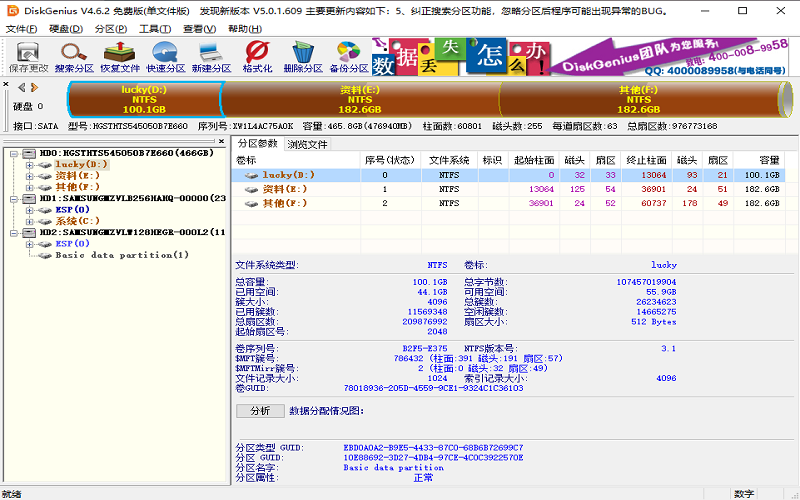 DiskGenius V4.6.2 免费版(单文件版)    发现新版本 V5.0.1.609 主要更新内容如下：5、纠正搜索分区功能，忽略分区后程序可能出现异常的BUG。
文件(F) 硬盘(D) 分区(P) 工具(T) 查看(V) 帮助(H)
保存更改 搜索分区 恢复文件 快速分区 新建分区 格式化 删除分区 备份分区
数据丢失怎么办！
DiskGenius团队为您服务！
致电：400-008-9958
QQ: 4000089958(与电话同号)
硬盘 0
lucky(D:)
NTFS
100.1GB
资料(E:)
NTFS
182.6GB
其他(F:)
NTFS
182.6GB
接口:SATA 型号:HGSTHTS545050B7E660 序列号:XW1L4AC75A0K 容量:465.8GB(476940MB) 柱面数:60801 磁头数:255 每道扇区数:63 总扇区数:976773168
HD0:HGSTHTS545050B7E660(466GB)
lucky(D:)
资料(E:)
其他(F:)
HD1:SAMSUNGMZVLB256HAHQ-00000(23
ESP(0)
系统(C:)
HD2:SAMSUNGMZVLW128HEGR-000L2(11
ESP(0)
Basic data partition(1)
分区参数 浏览文件
卷标 序号(状态) 文件系统 标识 起始柱面 磁头 扇区 终止柱面 磁头 扇区 容量
lucky(D:) 0 NTFS 0 32 33 13064 93 21 100.1GB
资料(E:) 1 NTFS 13064 125 54 36901 24 51 182.6GB
其他(F:) 2 NTFS 36901 24 52 60737 178 49 182.6GB
文件系统类型: NTFS 卷标: lucky
总容量: 100.1GB 总字节数: 107457019904
已用空间: 44.1GB 可用空间: 55.9GB
簇大小: 4096 总簇数: 26234623
已用簇数: 11569348 空闲簇数: 14665275
总扇区数: 209876992 扇区大小: 512 Bytes
起始扇区号: 2048
卷序列号: B2F5-E375 NTFS版本号: 3.1
$MFT簇号: 786432 (柱面:391 磁头:191 扇区:57)
$MFTMirr簇号: 2 (柱面:0 磁头:32 扇区:49)
文件记录大小: 1024 索引记录大小: 4096
卷GUID: 78018936-205D-4559-9CE1-9324C1C36103
分析 数据分配情况图:
分区类型 GUID: EBD0A0A2-B9E5-4433-87C0-68B6B72699C7
分区 GUID: 10E88692-3D27-4DB4-97CE-4C0C3922570E
分区名字: Basic data partition
分区属性: 正常
就绪 数字